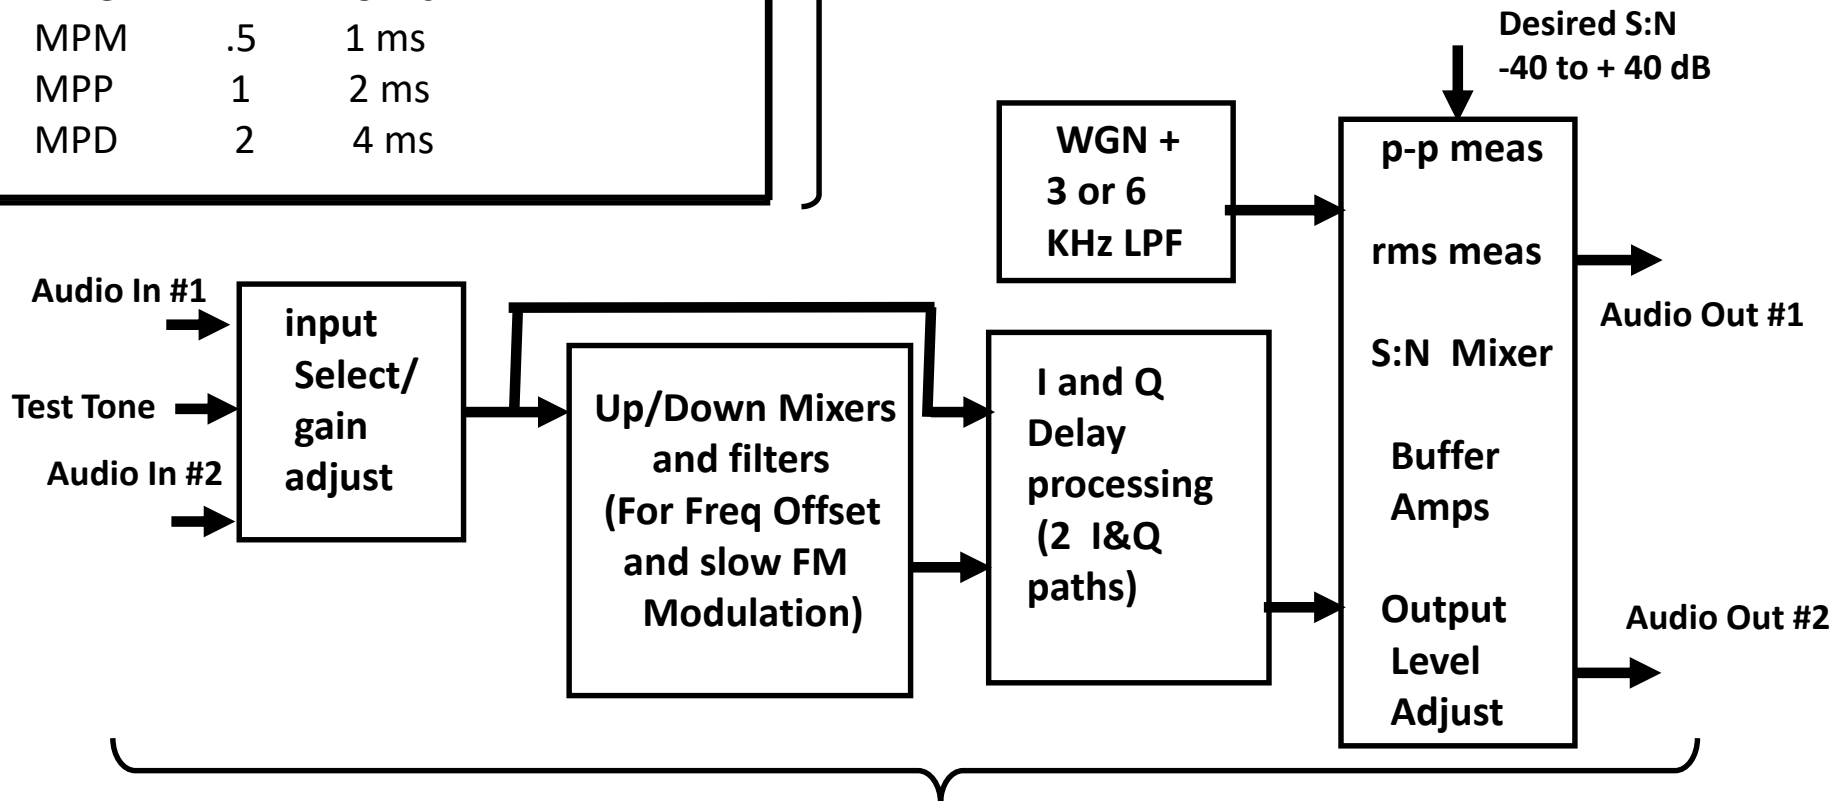 MPM .5 1 ms
MPP 1 2 ms
MPD 2 4 ms
Desired S:N
-40 to + 40 dB
WGN +
3 or 6
KHz LPF
p-p meas
rms meas
S:N Mixer
Buffer
Amps
Output
Level
Adjust
Audio Out #1
Audio Out #2
Audio In #1
Test Tone
Audio In #2
input
Select/
gain
adjust
Up/Down Mixers
and filters
(For Freq Offset
and slow FM
Modulation)
I and Q
Delay
processing
(2 I&Q
paths)